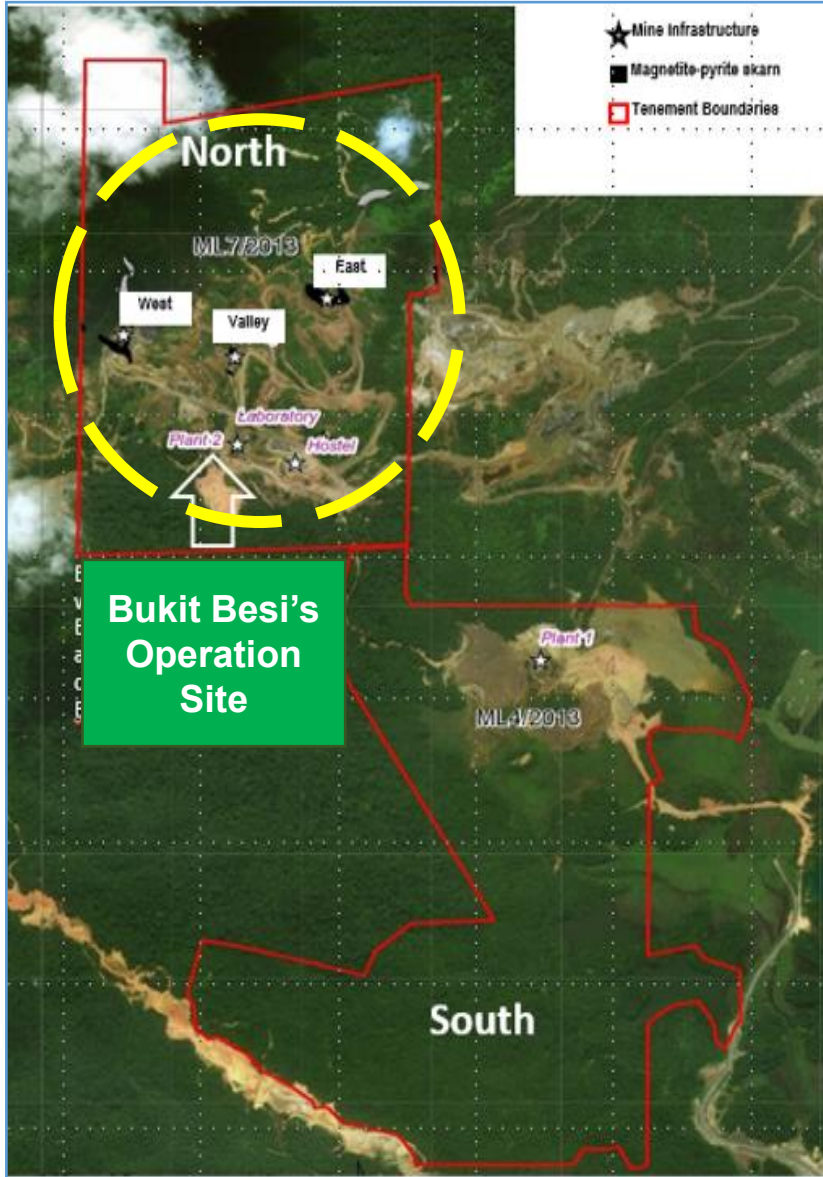 Mine Infrastructure
Magnetite-pyrite skarn
Tenement Boundaries
North
ML7/2013
East
West
Valley
Laboratory
Plant-2
Hostel
Bukit Besi’s
Operation
Site
Plant-1
ML4/2013
South